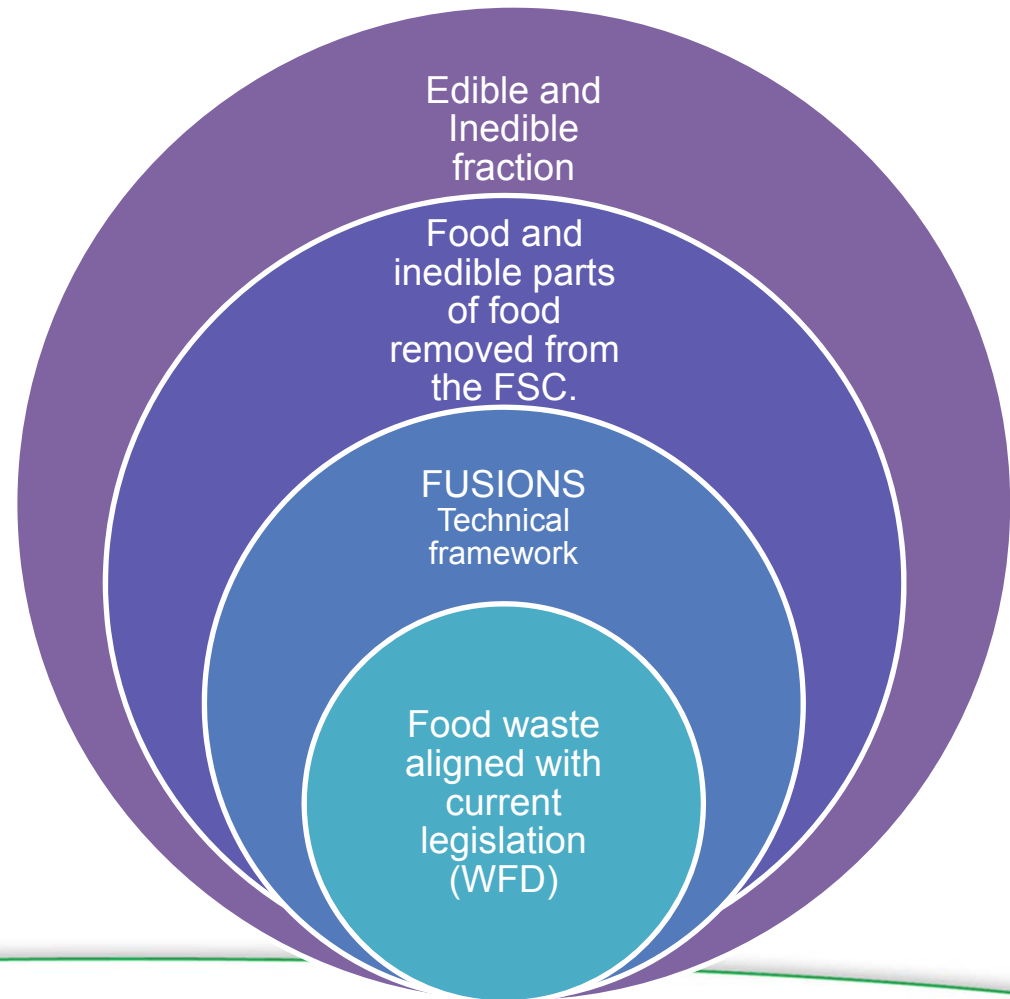 Edible and
Inedible
fraction
Food and
inedible parts
of food
removed from
the FSC.
FUSIONS
Technical
framework
Food waste
aligned with
current
legislation
(WFD)